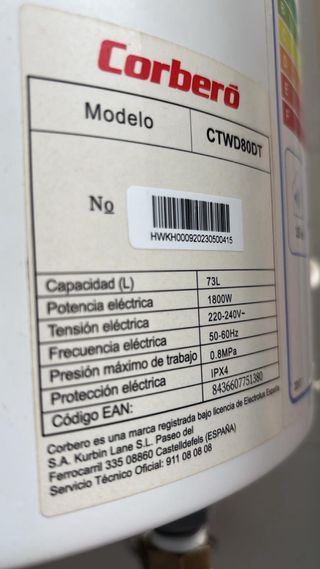 Corberó
Modelo CTWD80DT
No HWKH000920230500415
Capacidad (L) 73L
Potencia eléctrica 1800W
Tensión eléctrica 220-240V~
Frecuencia eléctrica 50-60Hz
Presión máximo de trabajo 0.8MPa
Protección eléctrica IPX4
Código EAN: 8436607751380
Corbero es una marca registrada bajo licencia de Electrolux
S.A. Kurbin Lane S.L. Paseo del
Ferrocarril 335 08860 Castelldefels (ESPAÑA)
Servicio Técnico Oficial: 911 08 08 08